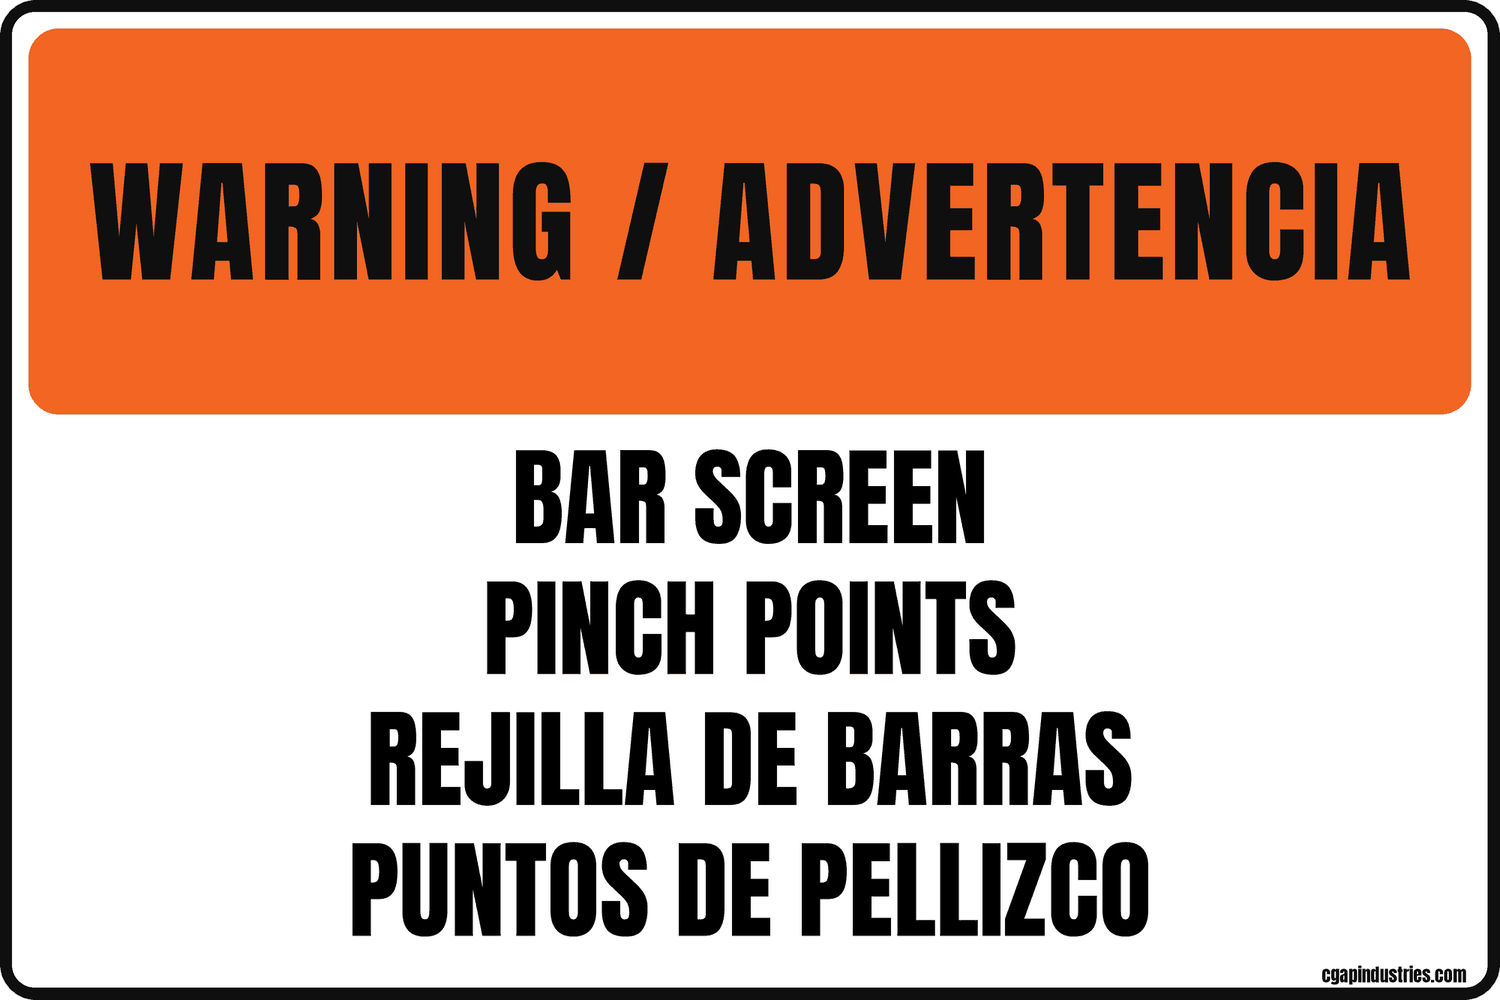 WARNING / ADVERTENCIA
BAR SCREEN
PINCH POINTS
REJILLA DE BARRAS
PUNTOS DE PELLIZCO
cgapindustries.com